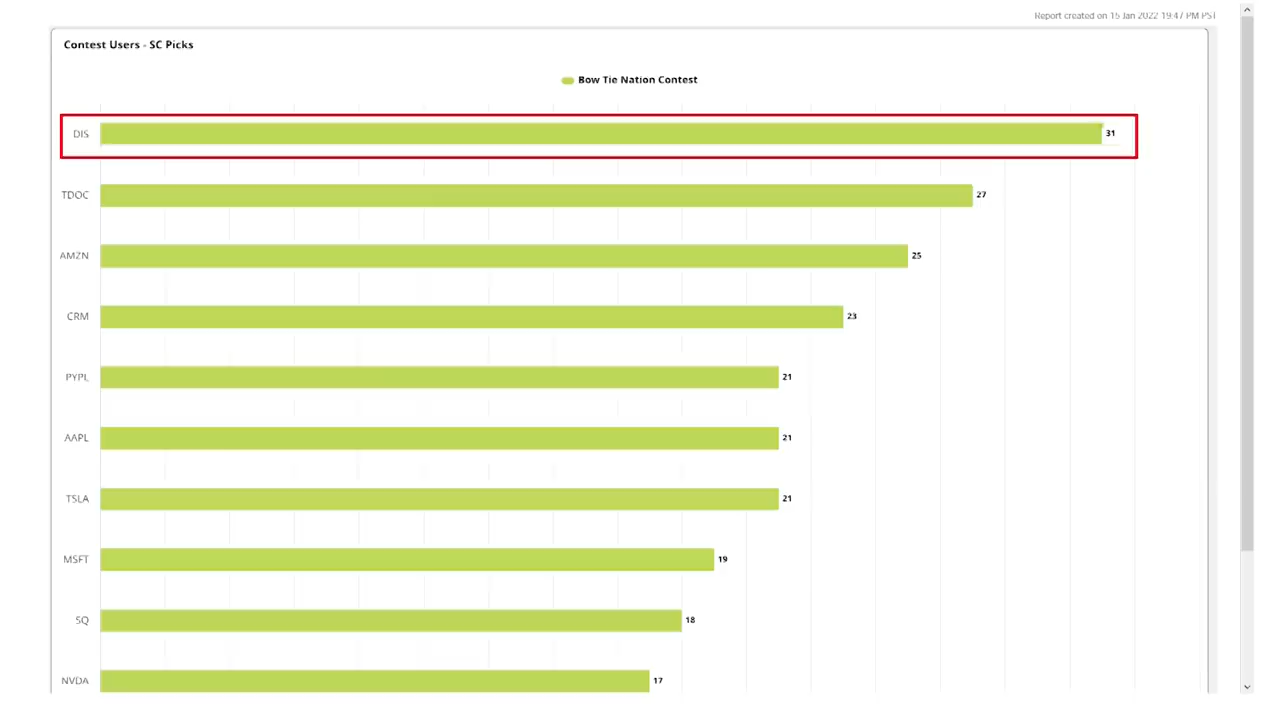 Report created on 15 Jan 2022 19:47 PM PST
Contest Users - SC Picks
Bow Tie Nation Contest
DIS 31
TDOC 27
AMZN 25
CRM 23
PYPL 21
AAPL 21
TSLA 21
MSFT 19
SQ 18
NVDA 17